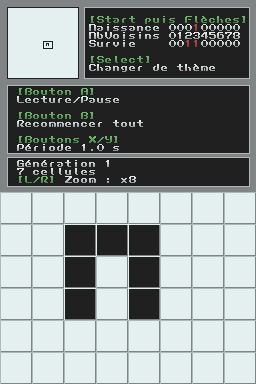 [Start puis Flèches]
Naissance 000100000
NbVoisins 012345678
Survie 001100000
[Select]
Changer de thème
[Bouton A]
Lecture/Pause
[Bouton B]
Recommencer tout
[Boutons X/Y]
Période 1.0 s
Génération 1
7 cellules
[L/R] Zoom : x8